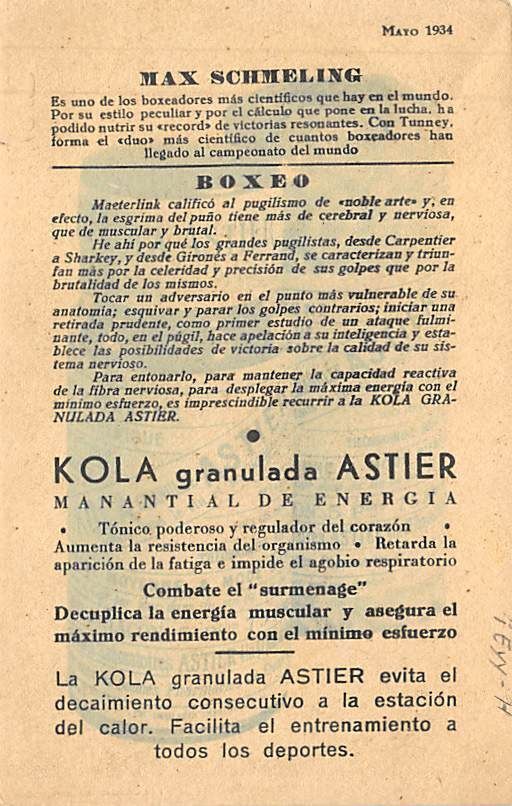 MAYO 1934
MAX SCHMELING
Es uno de los boxeadores más científicos que hay en el mundo.
Por su estilo peculiar y por el cálculo que pone en la lucha, ha
podido nutrir su «record» de victorias resonantes. Con Tunney,
forma el «duo» más científico de cuantos boxeadores han
llegado al campeonato del mundo
BOXEO
Maeterlink calificó al pugilismo de «noble arte» y, en
efecto, la esgrima del puño tiene más de cerebral y nerviosa,
que de muscular y brutal.
He ahí por qué los grandes pugilistas, desde Carpentier
a Sharkey, y desde Gironés a Ferrand, se caracterizan y triun-
fan más por la celeridad y precisión de sus golpes que por la
brutalidad de los mismos.
Tocar un adversario en el punto más vulnerable de su
anatomía; esquivar y parar los golpes contrarios; iniciar una
retirada prudente, como primer estudio de un ataque fulmi-
nante, todo, en el púgil, hace apelación a su inteligencia y esta-
blece las posibilidades de victoria sobre la calidad de su sis-
tema nervioso.
Para entonarlo, para mantener la capacidad reactiva
de la fibra nerviosa, para desplegar la máxima energía con el
mínimo esfuerzo, es imprescindible recurrir a la KOLA GRA-
NULADA ASTIER.
KOLA granulada ASTIER
MANANTIAL DE ENERGIA
• Tónico poderoso y regulador del corazón •
Aumenta la resistencia del organismo • Retarda la
aparición de la fatiga e impide el agobio respiratorio
Combate el "surmenage"
Decuplica la energía muscular y asegura el
máximo rendimiento con el mínimo esfuerzo
La KOLA granulada ASTIER evita el
decaimiento consecutivo a la estación
del calor. Facilita el entrenamiento a
todos los deportes.